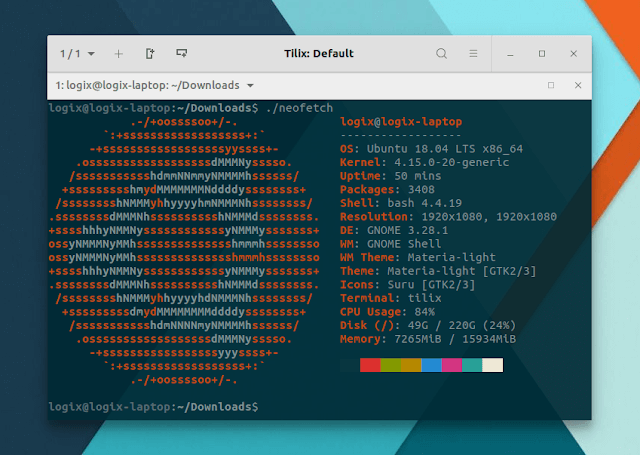 1 / 1
Tilix: Default
1: logix@logix-laptop: ~/Downloads
logix@logix-laptop:~/Downloads$ ./neofetch
.-/+oossssoo+/-.
`:+ssssssssssssssssss+:`
-+ssssssssssssssssssyyssss+-
.ossssssssssssssssssdMMMNysssso.
/ssssssssssshdmmNNmmyNMMMMhssssss/
+ssssssssshmydMMMMMMMNddddyssssssss+
/sssssssshNMMMyhhyyyyhmNMMMNhssssssss/
.ssssssssdMMMNhsssssssssshNMMMdssssssss.
+sssshhhyNMMNyssssssssssssyNMMMysssssss+
ossyNMMMNyMMhsssssssssssssshmmmhssssssso
ossyNMMMNyMMhsssssssssssssshmmmhssssssso
+sssshhhyNMMNyssssssssssssyNMMMysssssss+
.ssssssssdMMMNhsssssssssshNMMMdssssssss.
/sssssssshNMMMyhhyyyyhdNMMMNhssssssss/
+sssssssssdmydMMMMMMMMddddyssssssss+
/ssssssssssshdmNNNNmyNMMMMhssssss/
.ossssssssssssssssssdMMMNysssso.
-+sssssssssssssssssyyyssss+-
`:+ssssssssssssssssss+:`
.-/+oossssoo+/-.
logix@logix-laptop
------------------
OS: Ubuntu 18.04 LTS x86_64
Kernel: 4.15.0-20-generic
Uptime: 50 mins
Packages: 3408
Shell: bash 4.4.19
Resolution: 1920x1080, 1920x1080
DE: GNOME 3.28.1
WM: GNOME Shell
WM Theme: Materia-light
Theme: Materia-light [GTK2/3]
Icons: Suru [GTK2/3]
Terminal: tilix
CPU Usage: 84%
Disk (/): 49G / 220G (24%)
Memory: 7265MiB / 15934MiB
logix@logix-laptop:~/Downloads$